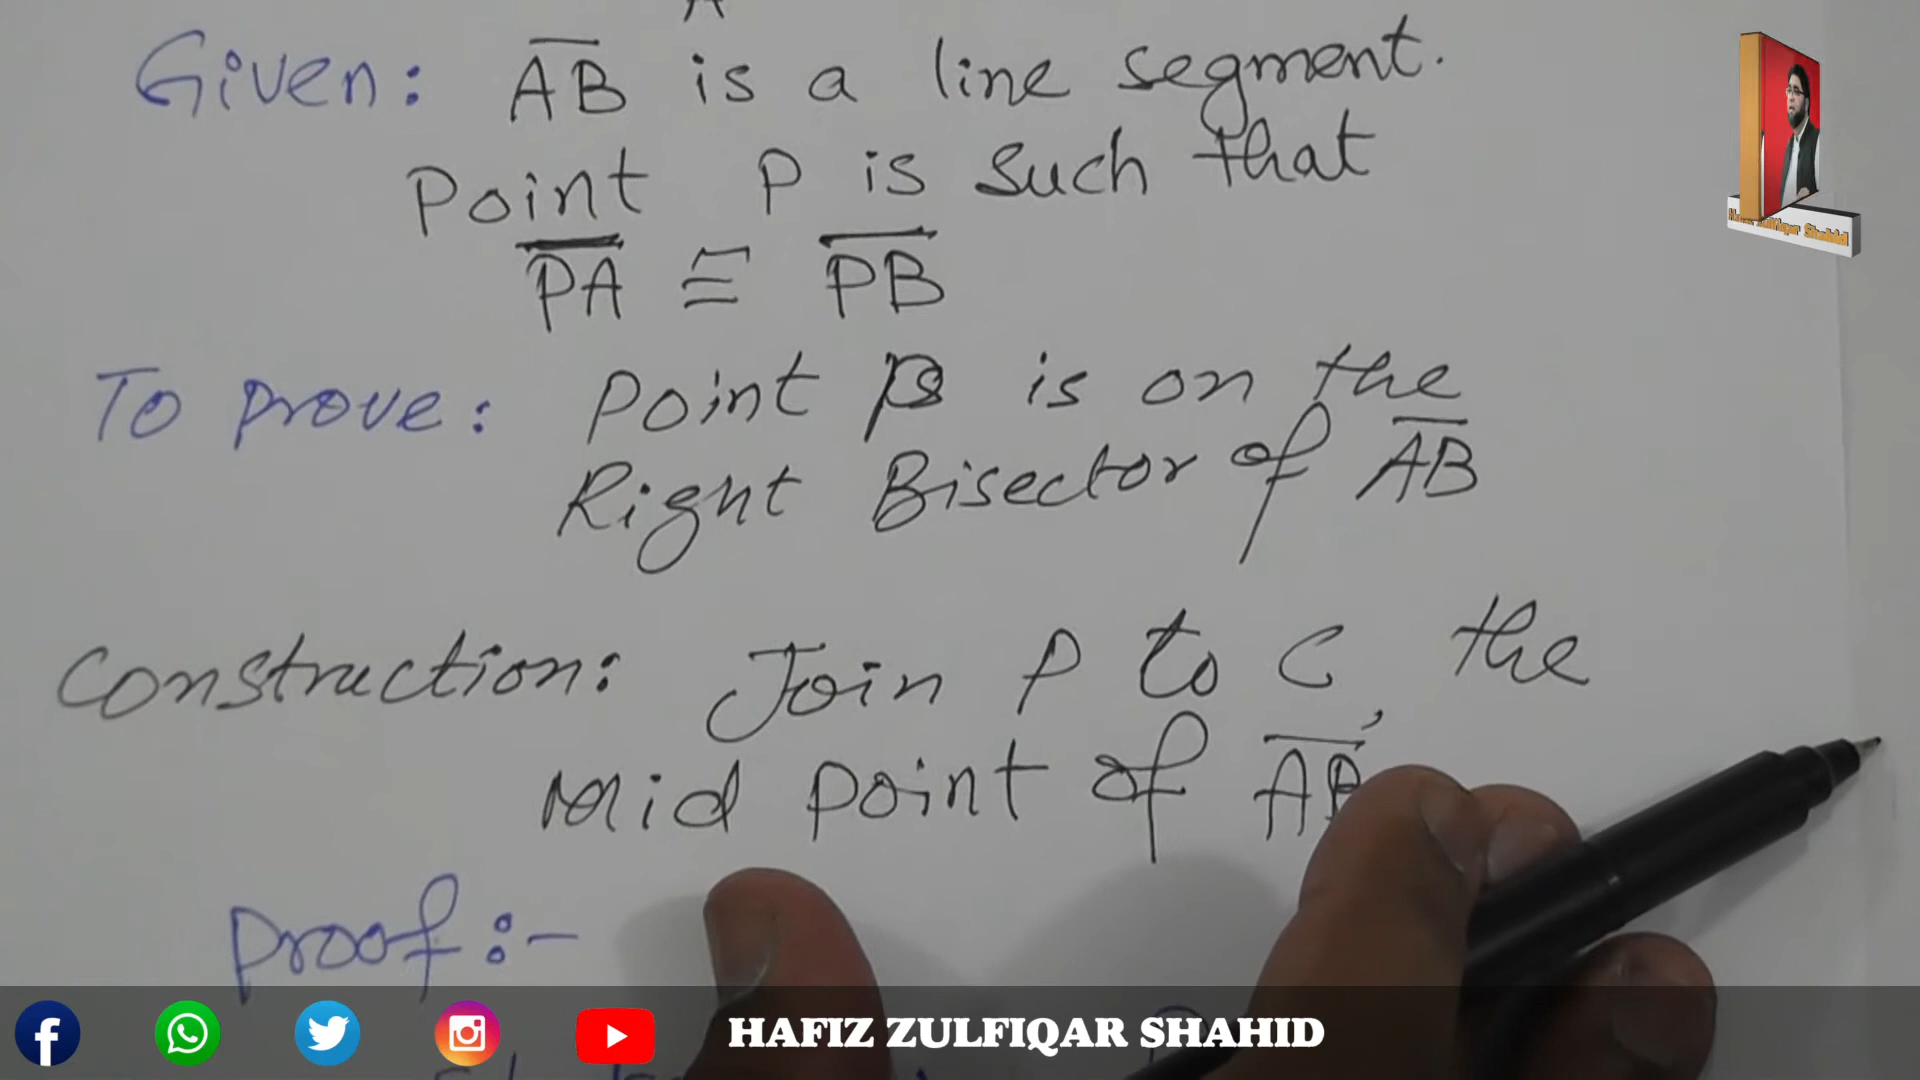 Given: AB is a line segment.
Point P is such that
PA ≅ PB
To prove: Point P is on the
Right Bisector of AB
Construction: Join P to C, the
Mid point of
Proof:-
HAFIZ ZULFIQAR SHAHID